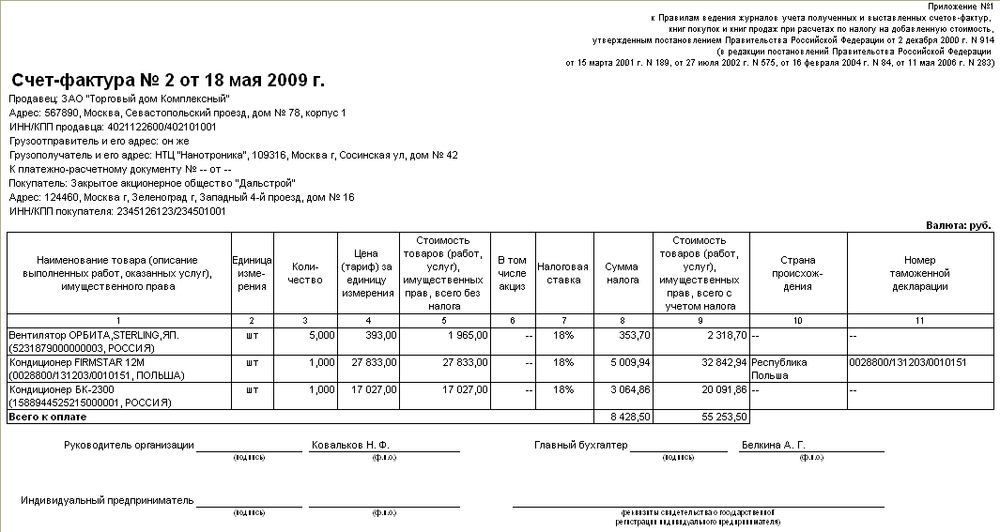 Приложение №1
к Правилам ведения журналов учета полученных и выставленных счетов-фактур,
книг покупок и книг продаж при расчетах по налогу на добавленную стоимость,
утвержденным постановлением Правительства Российской Федерации от 2 декабря 2000 г. N 914
(в редакции постановлений Правительства Российской Федерации
от 15 марта 2001 г. N 189, от 27 июля 2002 г. N 575, от 16 февраля 2004 г. N 84, от 11 мая 2006 г. N 283)
Счет-фактура № 2 от 18 мая 2009 г.
Продавец: ЗАО "Торговый дом Комплексный"
Адрес: 567890, Москва, Севастопольский проезд, дом № 78, корпус 1
ИНН/КПП продавца: 4021122600/402101001
Грузоотправитель и его адрес: он же
Грузополучатель и его адрес: НТЦ "Нанотроника", 109316, Москва г, Сосинская ул, дом № 42
К платежно-расчетному документу № -- от --
Покупатель: Закрытое акционерное общество "Дальстрой"
Адрес: 124460, Москва г, Зеленоград г, Западный 4-й проезд, дом № 16
ИНН/КПП покупателя: 2345126123/234501001
Валюта: руб.
Наименование товара (описание
выполненных работ, оказанных услуг),
имущественного права
Единица
изме-
рения
Коли-
чество
Цена
(тариф) за
единицу
измерения
Стоимость
товаров (работ,
услуг),
имущественных
прав, всего без
налога
В том
числе
акциз
Налоговая
ставка
Сумма
налога
Стоимость
товаров (работ,
услуг),
имущественных
прав, всего с
учетом налога
Страна
происхож-
дения
Номер
таможенной
декларации
1 2 3 4 5 6 7 8 9 10 11
Вентилятор ОРБИТА,STERLING,ЯП. шт 5,000 393,00 1 965,00 -- 18% 353,70 2 318,70 -- --
(5231879000000003, РОССИЯ)
Кондиционер FIRMSTAR 12М шт 1,000 27 833,00 27 833,00 -- 18% 5 009,94 32 842,94 Республика 0028800/131203/0010151
(0028800/131203/0010151, ПОЛЬША) Польша
Кондиционер БК-2300 шт 1,000 17 027,00 17 027,00 -- 18% 3 064,86 20 091,86 -- --
(1588944525215000001, РОССИЯ)
Всего к оплате 8 428,50 55 253,50
Руководитель организации Ковальков Н. Ф. Главный бухгалтер Белкина А. Г.
(подпись) (ф.и.о.) (подпись) (ф.и.о.)
Индивидуальный предприниматель
(подпись) (ф.и.о.) (реквизиты свидетельства о государственной
регистрации индивидуального предпринимателя)